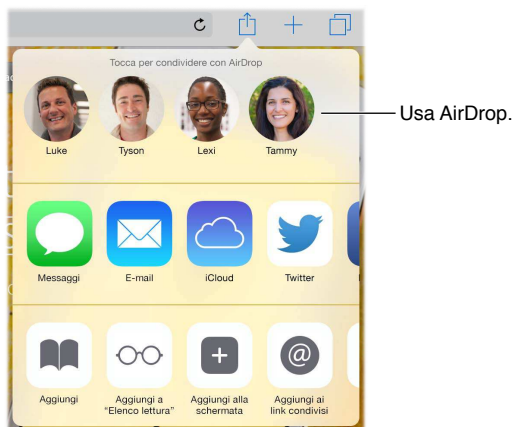 Tocca per condividere con AirDrop
Usa AirDrop.
Luke Tyson Lexi Tammy
Messaggi E-mail iCloud Twitter
Aggiungi Aggiungi a Aggiungi alla Aggiungi ai
"Elenco lettura" schermata link condivisi